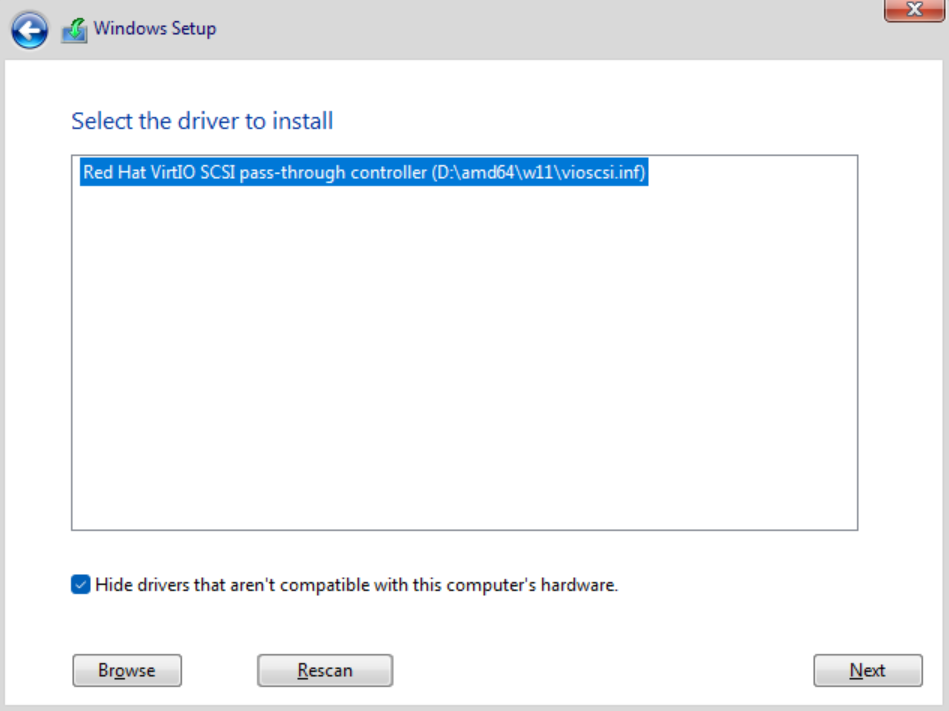 Windows Setup
Select the driver to install
Red Hat VirtIO SCSI pass-through controller (D:\amd64\w11\vioscsi.inf)
Hide drivers that aren't compatible with this computer's hardware.
Browse
Rescan
Next